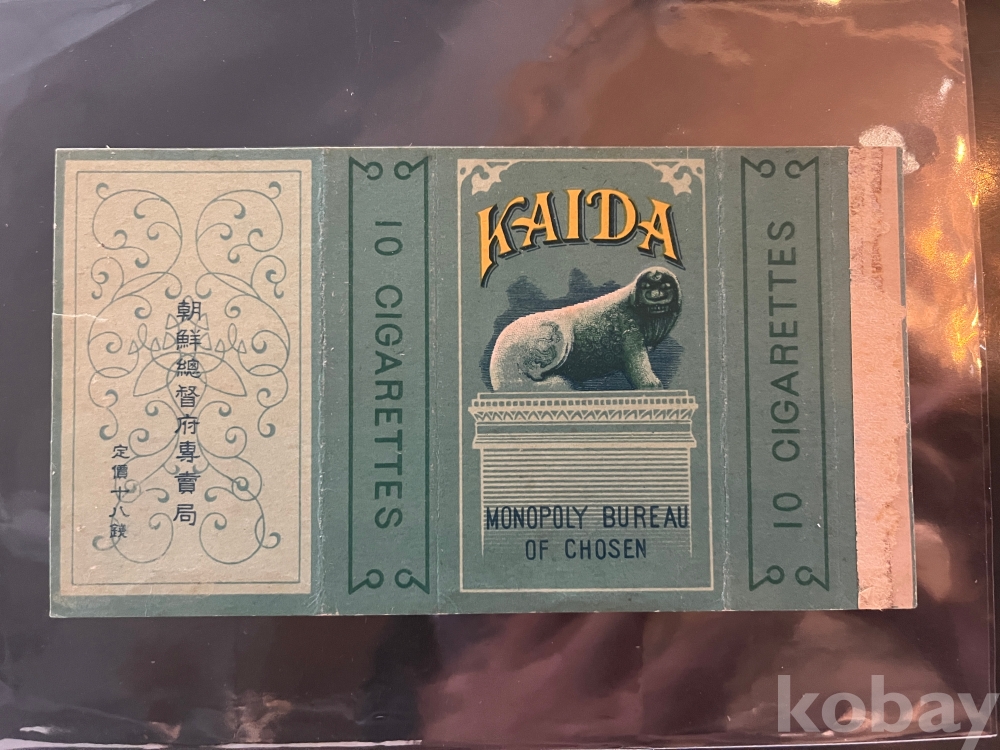 朝鮮總督府專賣局
定價十八錢
10 CIGARETTES
KAIDA
MONOPOLY BUREAU
OF CHOSEN
10 CIGARETTES
kobay